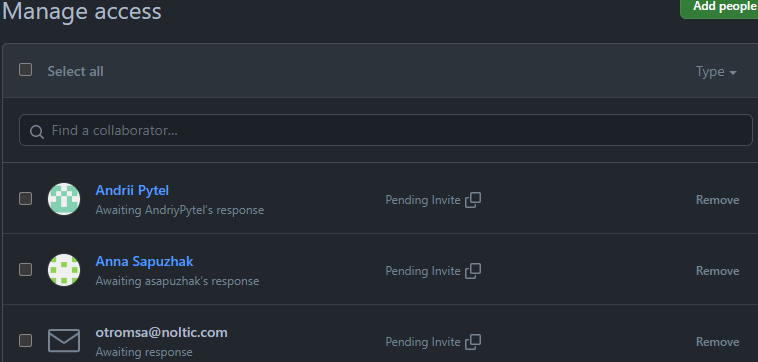 Manage access
Add people
Select all
Type
Find a collaborator...
Andrii Pytel
Awaiting AndriyPytel's response
Pending Invite
Remove
Anna Sapuzhak
Awaiting asapuzhak's response
Pending Invite
Remove
otromsa@noltic.com
Awaiting response
Pending Invite
Remove